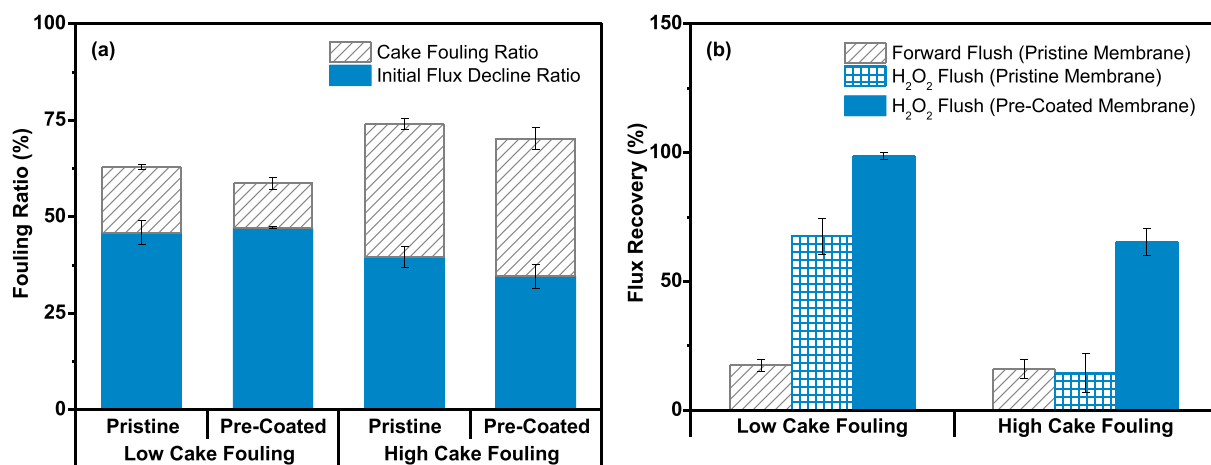 (a)
Cake Fouling Ratio
Initial Flux Decline Ratio
Fouling Ratio (%)
100
75
50
25
0
Pristine Pre-Coated Pristine Pre-Coated
Low Cake Fouling High Cake Fouling
(b)
Forward Flush (Pristine Membrane)
H₂O₂ Flush (Pristine Membrane)
H₂O₂ Flush (Pre-Coated Membrane)
Flux Recovery (%)
150
100
50
0
Low Cake Fouling High Cake Fouling